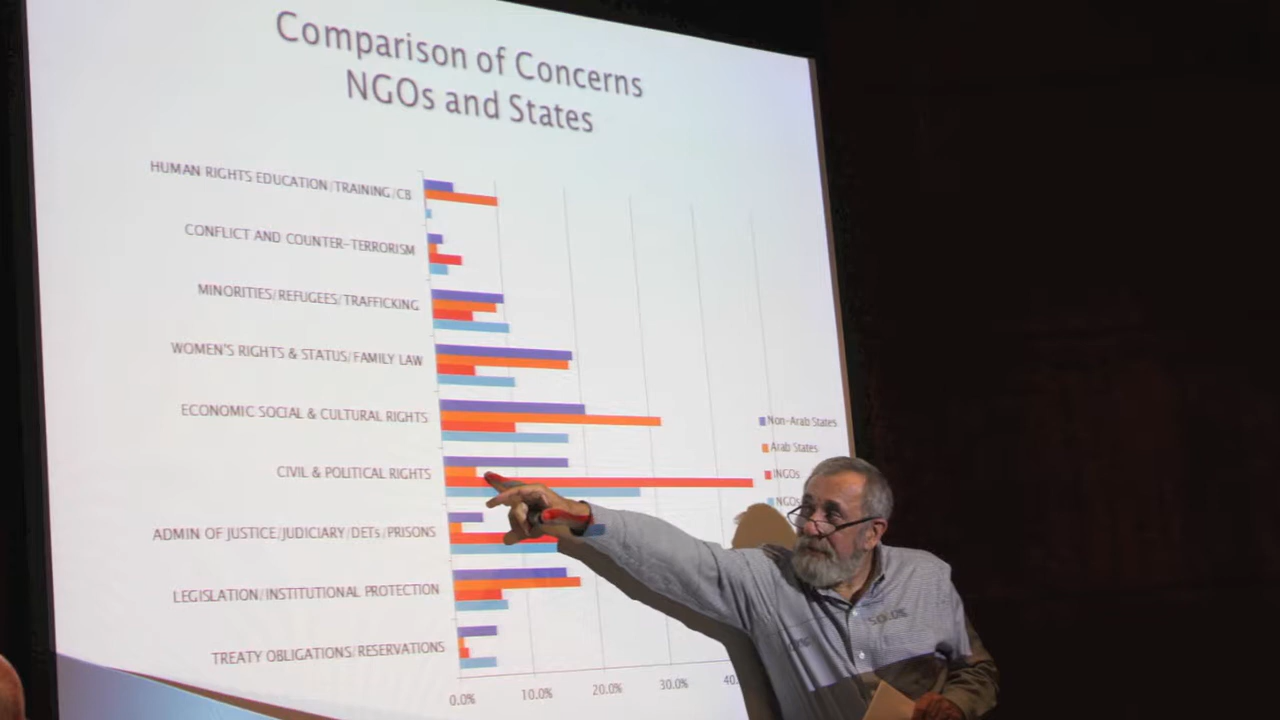 Comparison of Concerns
NGOs and States
HUMAN RIGHTS EDUCATION/TRAINING/CB
CONFLICT AND COUNTER-TERRORISM
MINORITIES/REFUGEES/TRAFFICKING
WOMEN'S RIGHTS & STATUS/FAMILY LAW
ECONOMIC SOCIAL & CULTURAL RIGHTS
CIVIL & POLITICAL RIGHTS
ADMIN OF JUSTICE/JUDICIARY/DETs/PRISONS
LEGISLATION/INSTITUTIONAL PROTECTION
TREATY OBLIGATIONS/RESERVATIONS
Non-Arab States
Arab States
INGOs
NGOs
0.0%
10.0%
20.0%
30.0%
40.